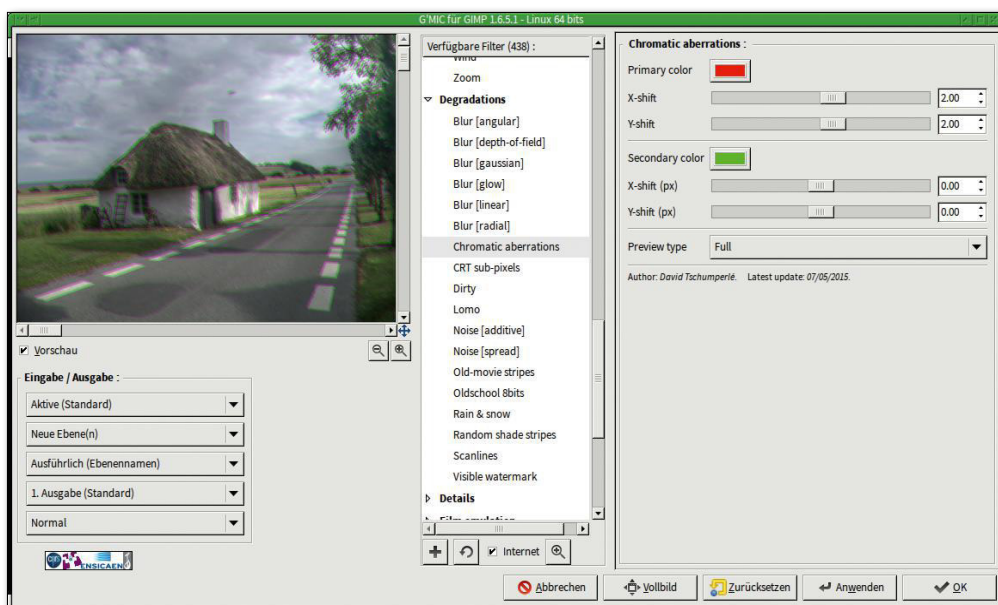 G'MIC für GIMP 1.6.5.1 - Linux 64 bits
Vorschau
Eingabe / Ausgabe :
Aktive (Standard)
Neue Ebene(n)
Ausführlich (Ebenennamen)
1. Ausgabe (Standard)
Normal
ENSICAEN
Verfügbare Filter (438) :
Wind
Zoom
Degradations
Blur [angular]
Blur [depth-of-field]
Blur [gaussian]
Blur [glow]
Blur [linear]
Blur [radial]
Chromatic aberrations
CRT sub-pixels
Dirty
Lomo
Noise [additive]
Noise [spread]
Old-movie stripes
Oldschool 8bits
Rain & snow
Random shade stripes
Scanlines
Visible watermark
Details
Film emulation
Internet
Chromatic aberrations :
Primary color
X-shift 2.00
Y-shift 2.00
Secondary color
X-shift (px) 0.00
Y-shift (px) 0.00
Preview type Full
Author: David Tschumperlé. Latest update: 07/05/2015.
Abbrechen
Vollbild
Zurücksetzen
Anwenden
OK